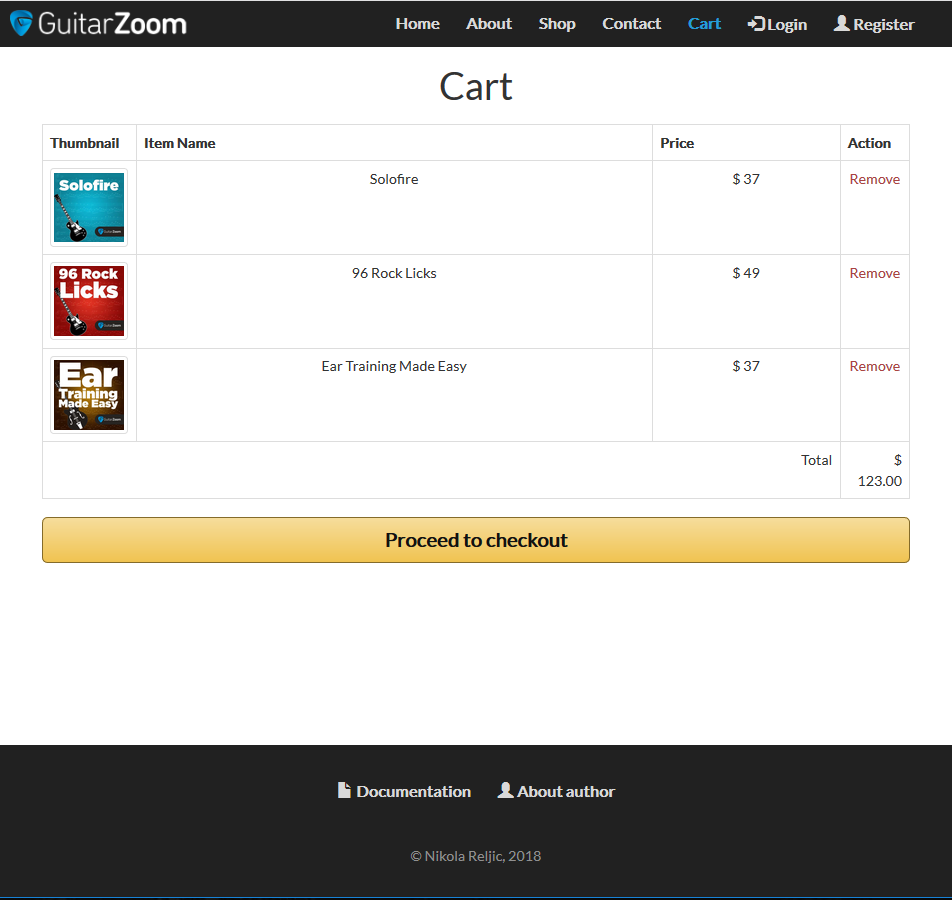 GuitarZoom Home About Shop Contact Cart Login Register
Cart
Thumbnail Item Name Price Action
Solofire
Solofire $ 37 Remove
96 Rock
Licks
96 Rock Licks $ 49 Remove
Ear
Training
Made Easy
Ear Training Made Easy $ 37 Remove
Total $
123.00
Proceed to checkout
Documentation About author
© Nikola Reljic, 2018